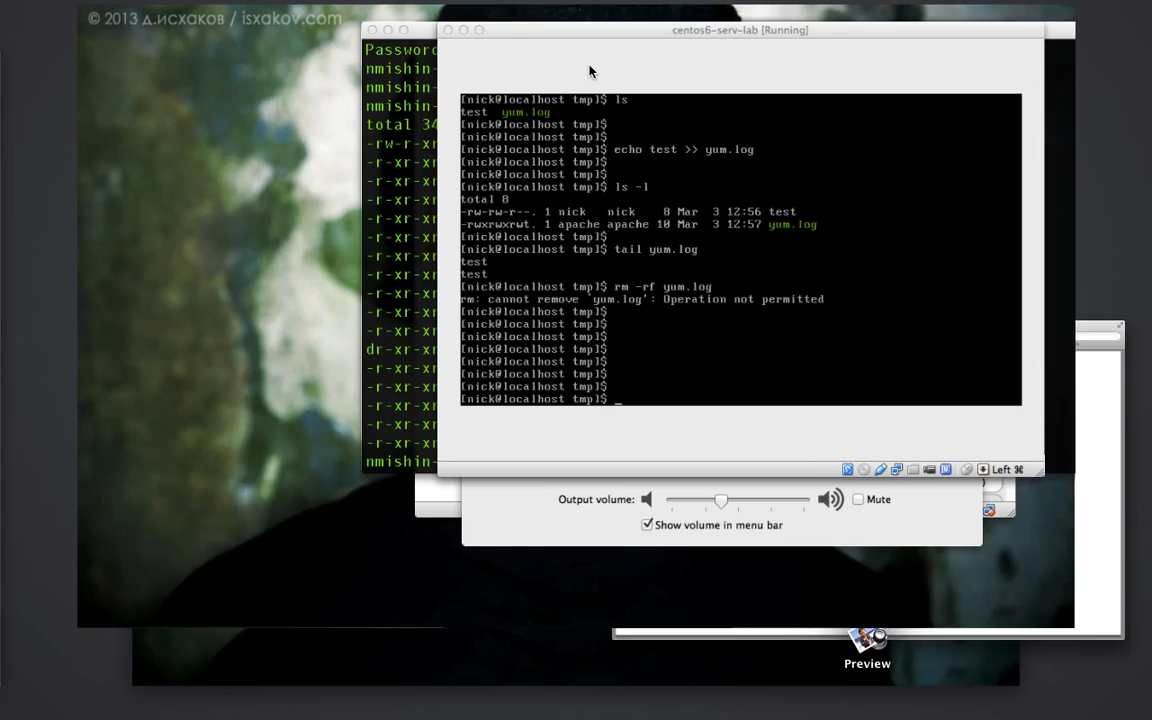 © 2013 д.исхаков / isxakov.com
centos6-serv-lab [Running]
Password
nmishin-
nmishin-
nmishin-
total 34
-rw-r-xr
-r-xr-xr
-r-xr-xr
-r-xr-xr
-r-xr-xr
-r-xr-xr
-r-xr-xr
-r-xr-xr
-r-xr-xr
-r-xr-xr
-r-xr-xr
dr-xr-xr
-r-xr-xr
-r-xr-xr
-r-xr-xr
-r-xr-xr
-r-xr-xr
nmishin-
[nick@localhost tmp]$ ls
test yum.log
[nick@localhost tmp]$
[nick@localhost tmp]$
[nick@localhost tmp]$ echo test >> yum.log
[nick@localhost tmp]$
[nick@localhost tmp]$
[nick@localhost tmp]$ ls -l
total 8
-rw-rw-r--. 1 nick nick 8 Mar 3 12:56 test
-rwxrwxrwt. 1 apache apache 10 Mar 3 12:57 yum.log
[nick@localhost tmp]$
[nick@localhost tmp]$ tail yum.log
test
test
[nick@localhost tmp]$ rm -rf yum.log
rm: cannot remove `yum.log': Operation not permitted
[nick@localhost tmp]$
[nick@localhost tmp]$
[nick@localhost tmp]$
[nick@localhost tmp]$
[nick@localhost tmp]$
[nick@localhost tmp]$
[nick@localhost tmp]$
[nick@localhost tmp]$ _
Left ⌘
Output volume:
Mute
Show volume in menu bar
Preview